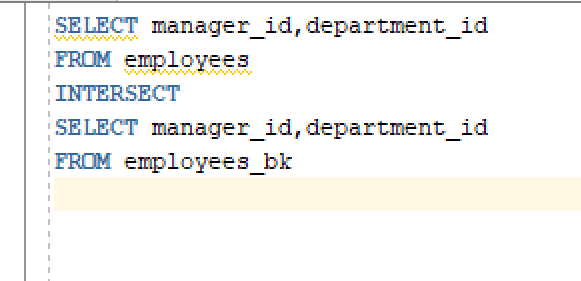 SELECT manager_id,department_id
FROM employees
INTERSECT
SELECT manager_id,department_id
FROM employees_bk